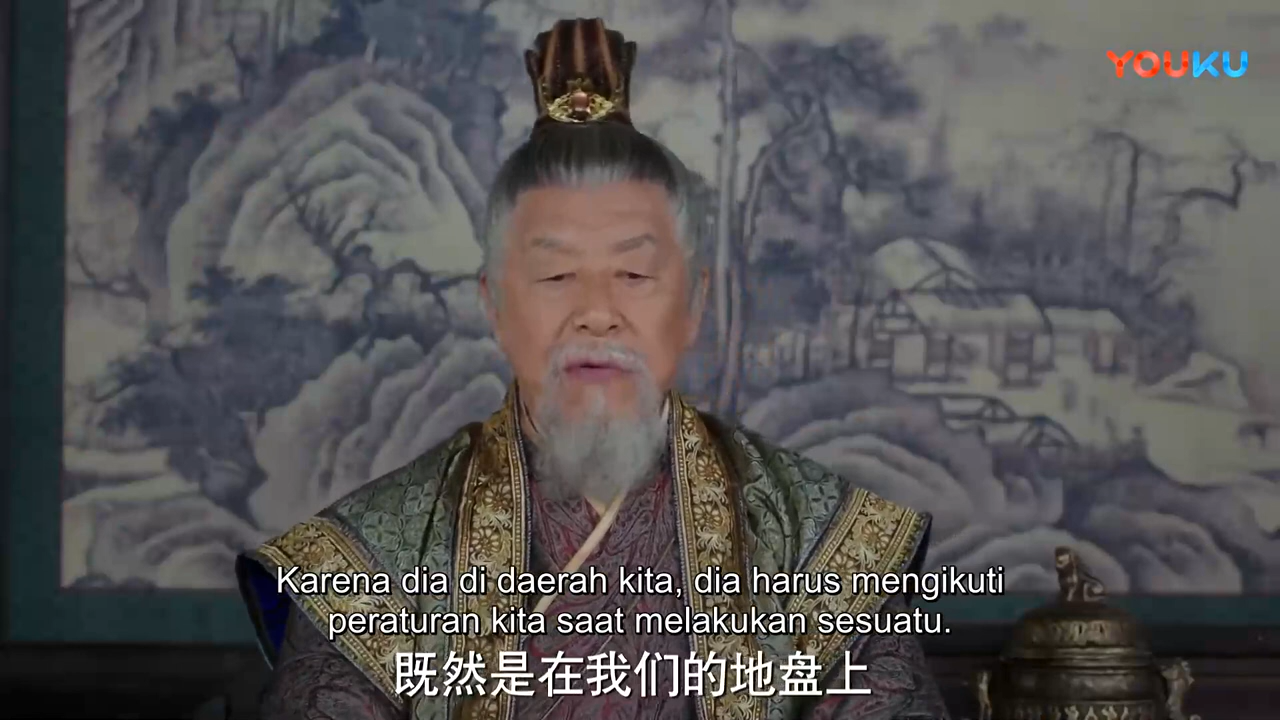 YOUKU
Karena dia di daerah kita, dia harus mengikuti
peraturan kita saat melakukan sesuatu.
既然是在我们的地盘上